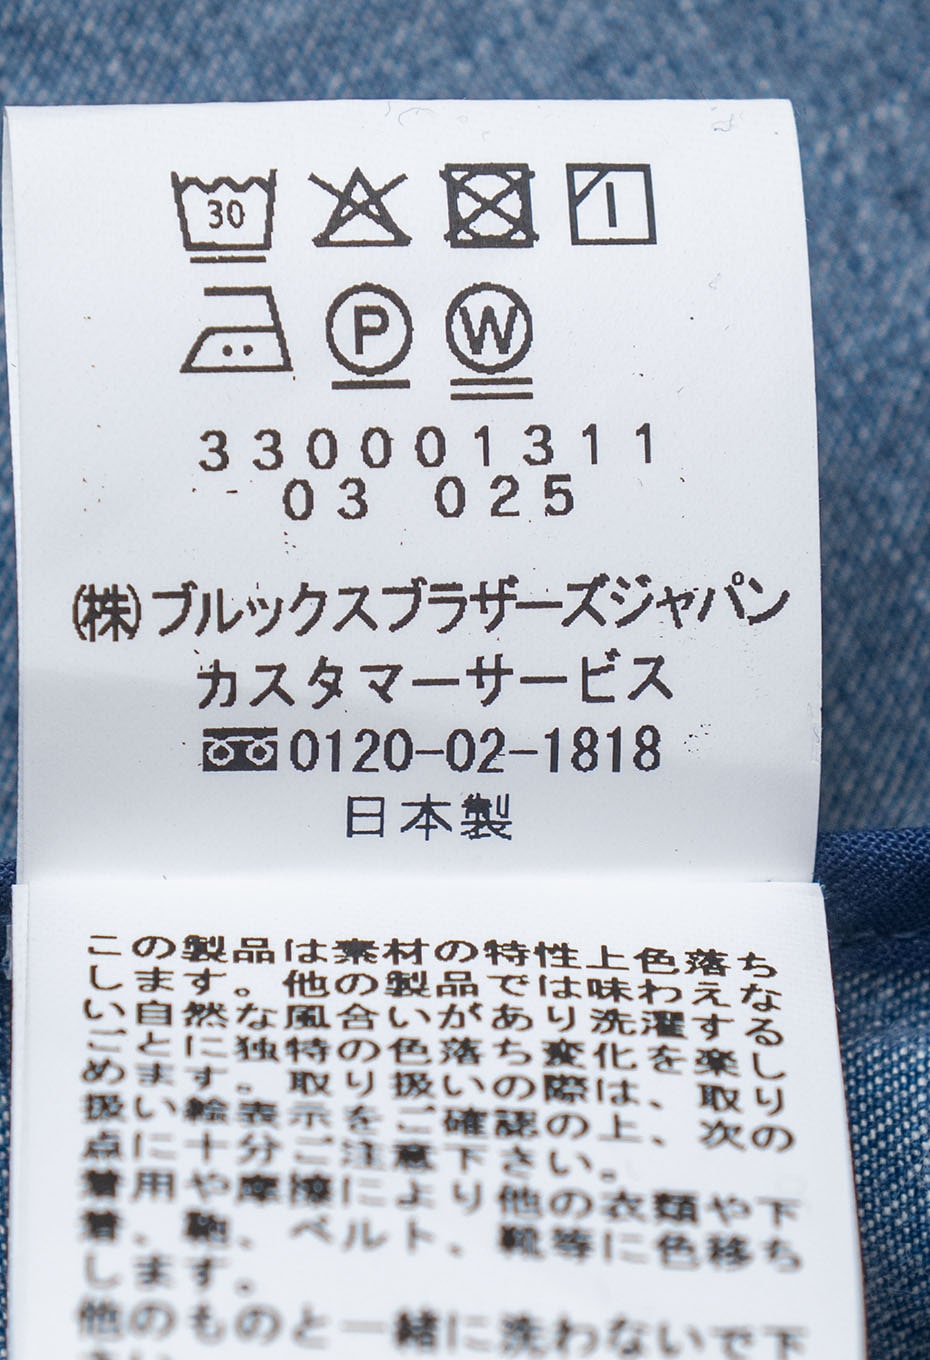 30
P W
330001311
03 025
(株)ブルックスブラザーズジャパン
カスタマーサービス
0120-02-1818
日本製
この製品は素材の特性上色落ち
します。他の製品では味わえな
い自然な風合いがあり洗濯する
ごとに独特の色落ち変化を楽し
めます。取り扱いの際は、取り
扱い絵表示をご確認の上、次の
点に十分ご注意下さい。
着用や摩擦により他の衣類や下
着、鞄、ベルト、靴等に色移ち
します。
他のものと一緒に洗わないで下
さい